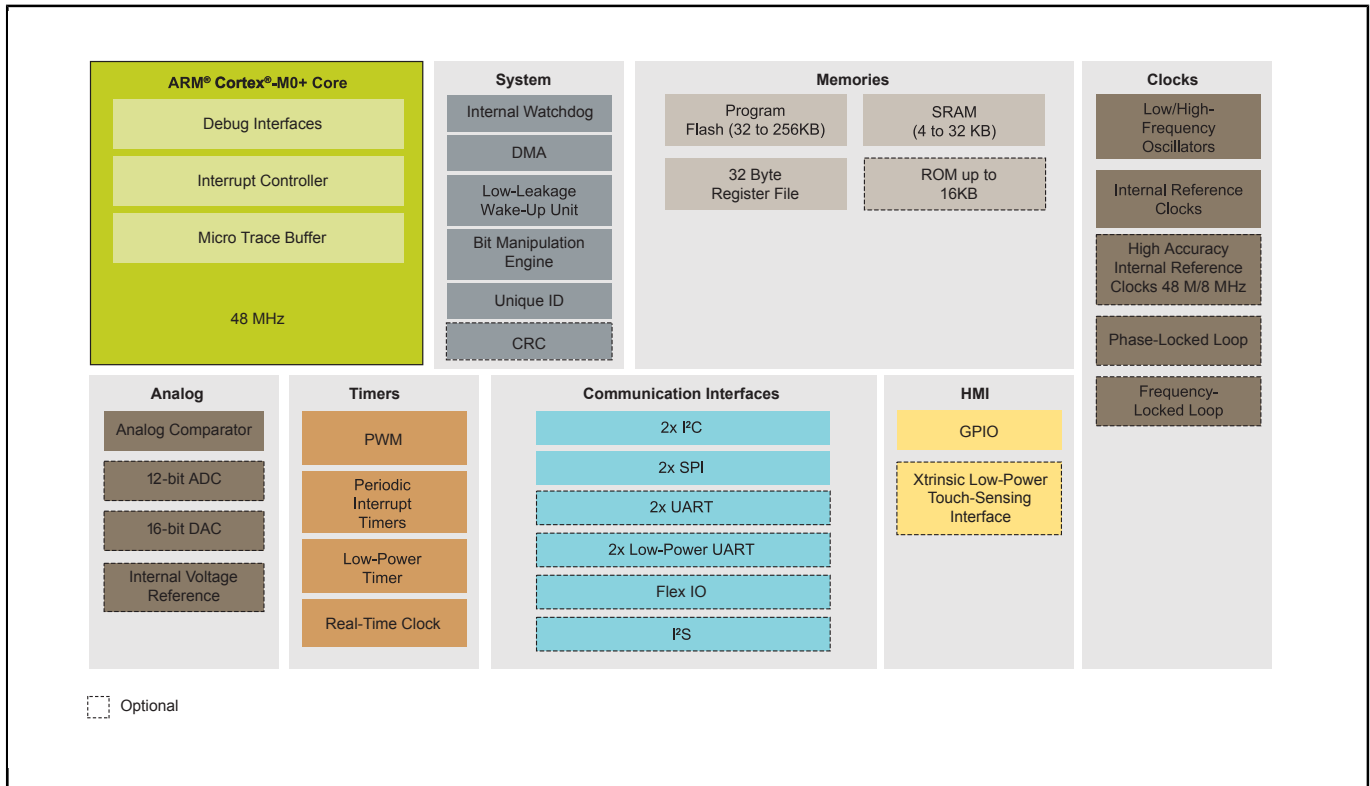 ARM® Cortex®-M0+ Core
Debug Interfaces
Interrupt Controller
Micro Trace Buffer
48 MHz
System
Internal Watchdog
DMA
Low-Leakage
Wake-Up Unit
Bit Manipulation
Engine
Unique ID
CRC
Memories
Program
Flash (32 to 256KB)
SRAM
(4 to 32 KB)
32 Byte
Register File
ROM up to
16KB
Clocks
Low/High-
Frequency
Oscillators
Internal Reference
Clocks
High Accuracy
Internal Reference
Clocks 48 M/8 MHz
Phase-Locked Loop
Frequency-
Locked Loop
Analog
Analog Comparator
12-bit ADC
16-bit DAC
Internal Voltage
Reference
Timers
PWM
Periodic
Interrupt
Timers
Low-Power
Timer
Real-Time Clock
Communication Interfaces
2x I²C
2x SPI
2x UART
2x Low-Power UART
Flex IO
I²S
HMI
GPIO
Xtrinsic Low-Power
Touch-Sensing
Interface
Optional